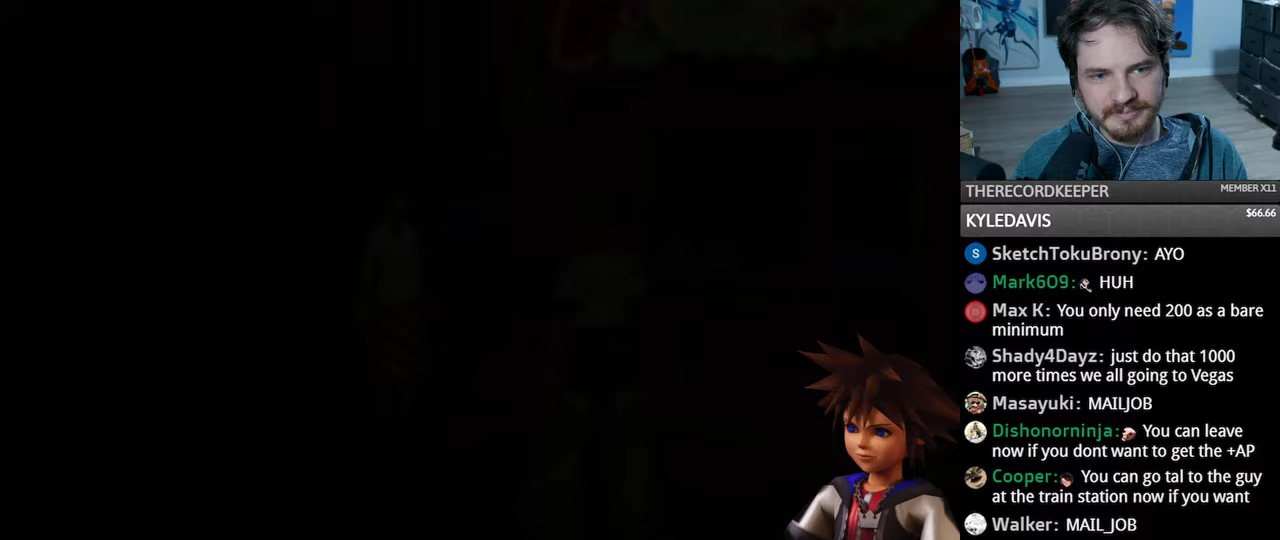 THERECORDKEEPER MEMBER X11
KYLEDAVIS $66.66
S SketchTokuBrony: AYO
Mark609: HUH
Max K: You only need 200 as a bare
minimum
Shady4Dayz: just do that 1000
more times we all going to Vegas
Masayuki: MAILJOB
Dishonorninja: You can leave
now if you dont want to get the +AP
Cooper: You can go tal to the guy
at the train station now if you want
Walker: MAIL_JOB